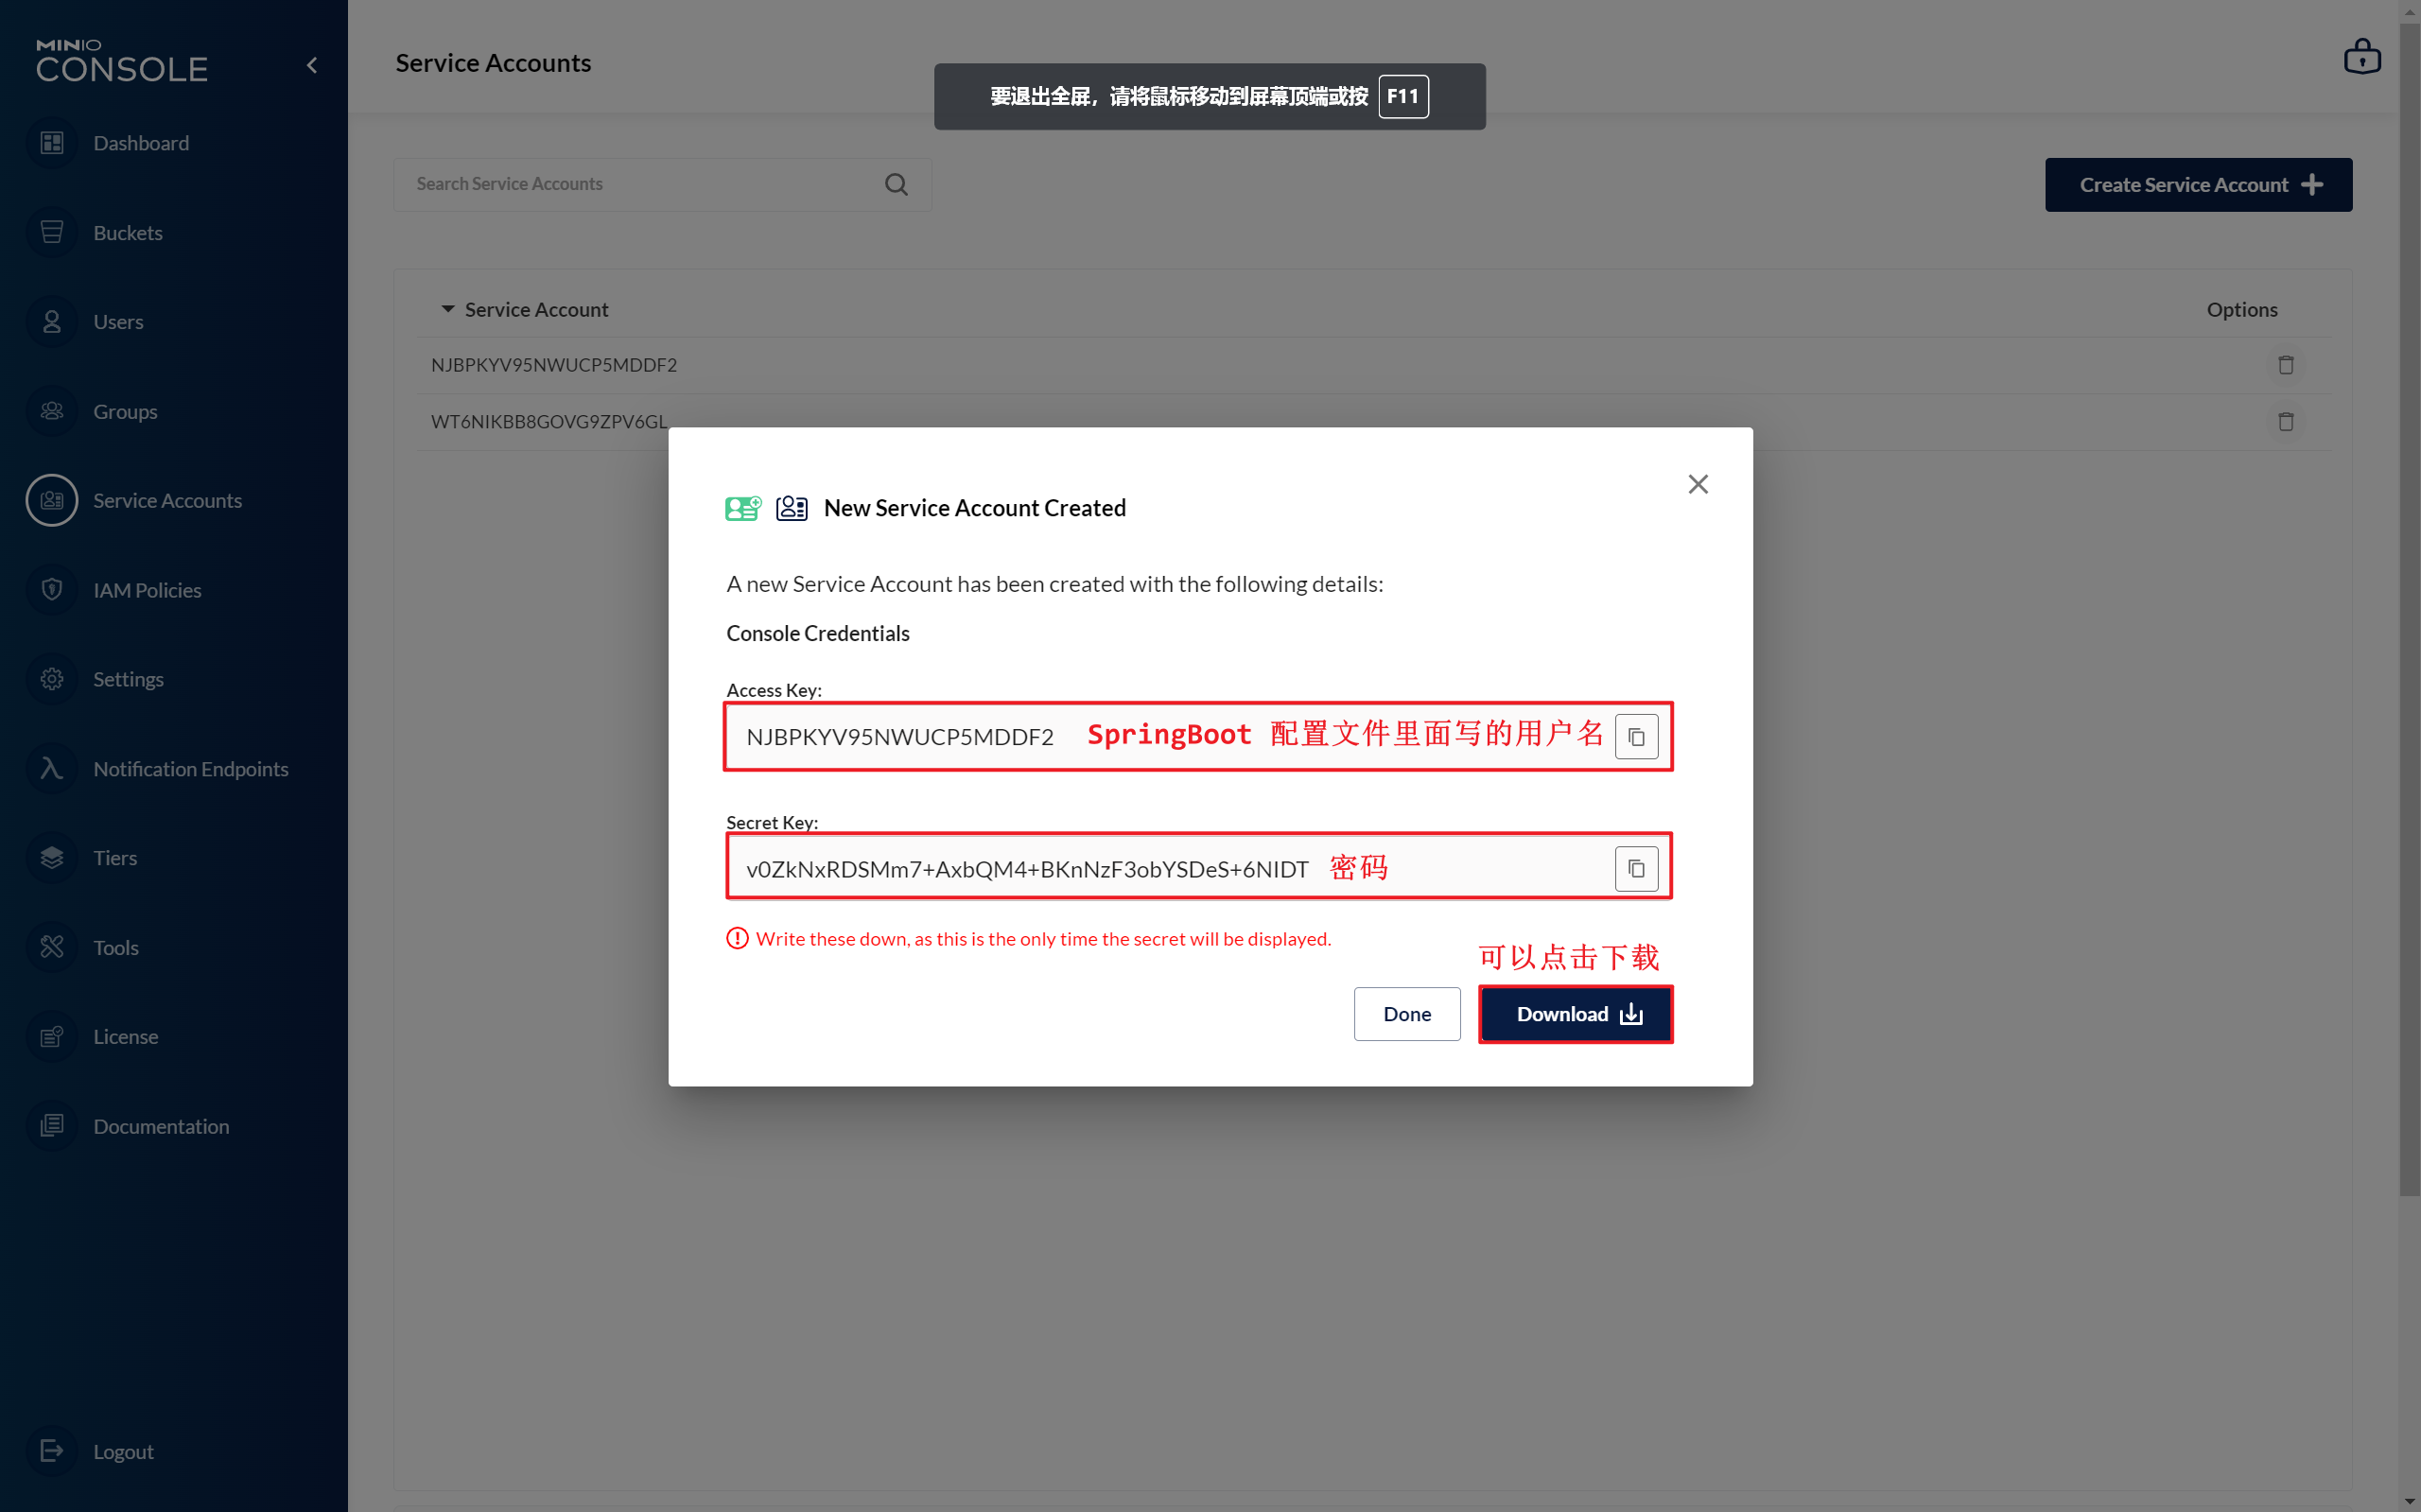 MINIO
CONSOLE
Dashboard
Buckets
Users
Groups
Service Accounts
IAM Policies
Settings
Notification Endpoints
Tiers
Tools
License
Documentation
Logout
Service Accounts
要退出全屏，请将鼠标移动到屏幕顶端或按 F11
Search Service Accounts
Create Service Account
Service Account Options
NJBPKYV95NWUCP5MDDF2
WT6NIKBB8GOVG9ZPV6GL
New Service Account Created
A new Service Account has been created with the following details:
Console Credentials
Access Key:
NJBPKYV95NWUCP5MDDF2 SpringBoot 配置文件里面写的用户名
Secret Key:
v0ZkNxRDSMm7+AxbQM4+BKnNzF3obYSDeS+6NIDT 密码
Write these down, as this is the only time the secret will be displayed.
可以点击下载
Done Download